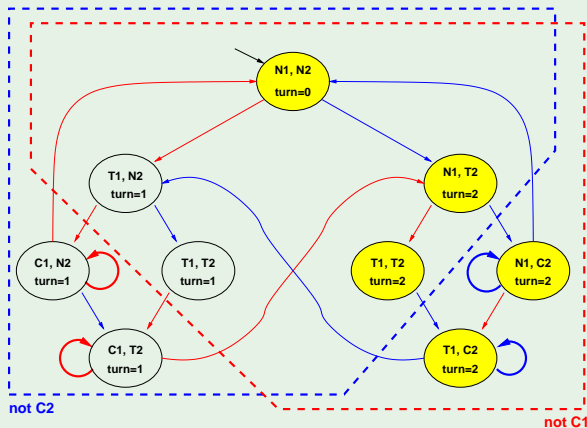 N1, N2
turn=0
T1, N2
turn=1
N1, T2
turn=2
C1, N2
turn=1
T1, T2
turn=1
T1, T2
turn=2
N1, C2
turn=2
C1, T2
turn=1
T1, C2
turn=2
not C2
not C1